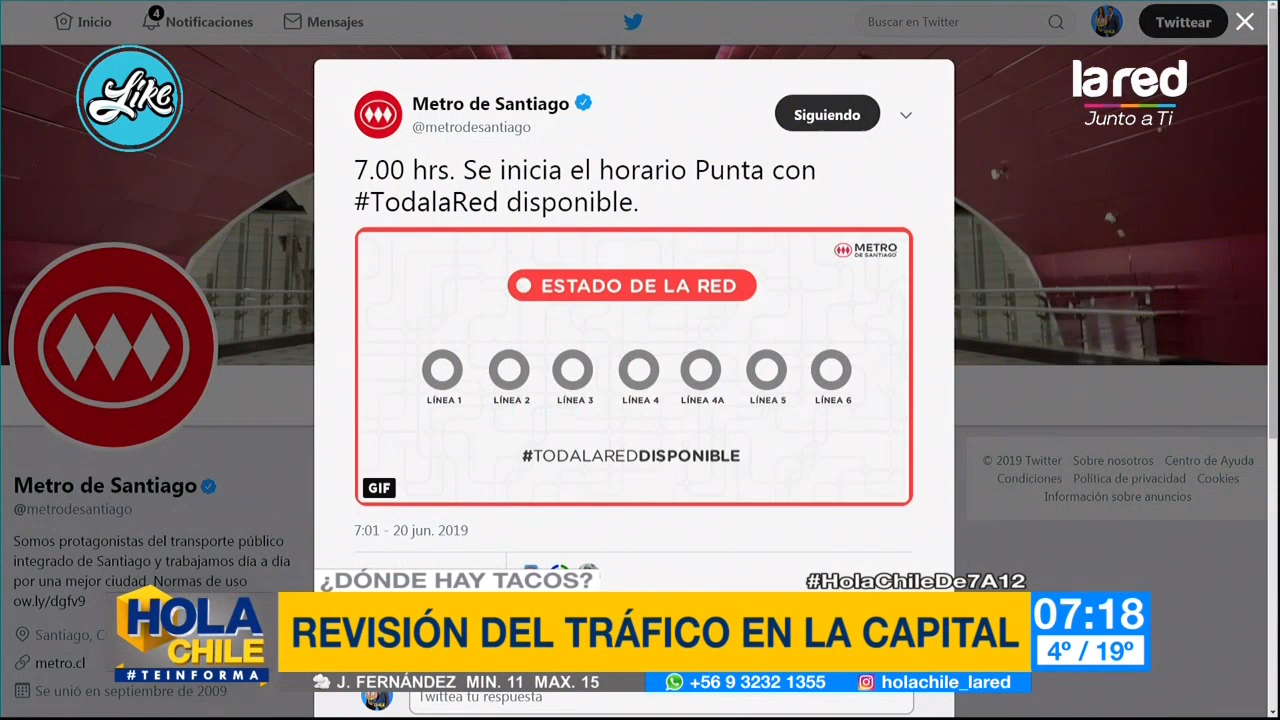 Inicio
4
Notificaciones
Mensajes
Buscar en Twitter
Twittear
Like
lared
Junto a Ti
Metro de Santiago
@metrodesantiago
Siguiendo
7.00 hrs. Se inicia el horario Punta con
#TodalaRed disponible.
METRO
DE SANTIAGO
ESTADO DE LA RED
LÍNEA 1
LÍNEA 2
LÍNEA 3
LÍNEA 4
LÍNEA 4A
LÍNEA 5
LÍNEA 6
#TODALAREDDISPONIBLE
GIF
7:01 - 20 jun. 2019
Metro de Santiago
@metrodesantiago
Somos protagonistas del transporte público
integrado de Santiago y trabajamos día a día
por una mejor ciudad. Normas de uso
ow.ly/dgfv9
Santiago, C
metro.cl
Se unió en septiembre de 2009
© 2019 Twitter Sobre nosotros Centro de Ayuda
Condiciones Política de privacidad Cookies
Información sobre anuncios
¿DÓNDE HAY TACOS?
#HolaChileDe7A12
HOLA
CHILE
#TEINFORMA
REVISIÓN DEL TRÁFICO EN LA CAPITAL
07:18
4º / 19º
J. FERNÁNDEZ MIN. 11 MAX. 15
+56 9 3232 1355
holachile_lared
Twittea tu respuesta